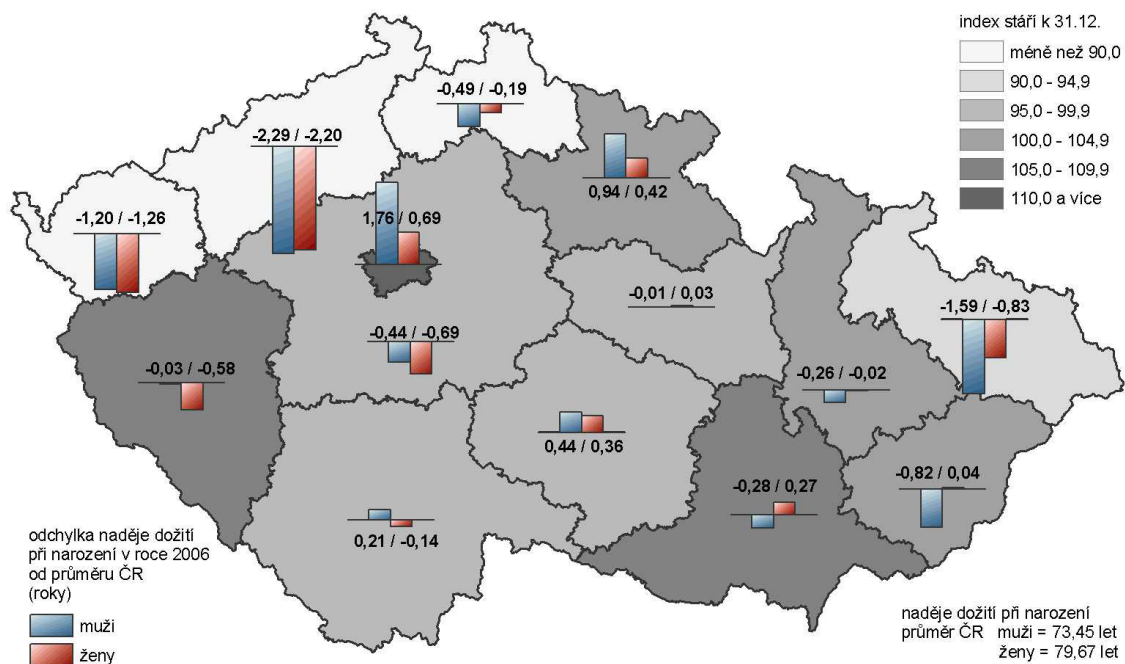 index stáří k 31.12.
méně než 90,0
90,0 - 94,9
95,0 - 99,9
100,0 - 104,9
105,0 - 109,9
110,0 a více
-0,49 / -0,19
-2,29 / -2,20
0,94 / 0,42
-1,20 / -1,26
1,76 / 0,69
-0,01 / 0,03
-1,59 / -0,83
-0,44 / -0,69
-0,03 / -0,58
-0,26 / -0,02
0,44 / 0,36
-0,28 / 0,27
-0,82 / 0,04
0,21 / -0,14
odchylka naděje dožití
při narození v roce 2006
od průměru ČR
(roky)
muži
ženy
naděje dožití při narození
průměr ČR muži = 73,45 let
ženy = 79,67 let